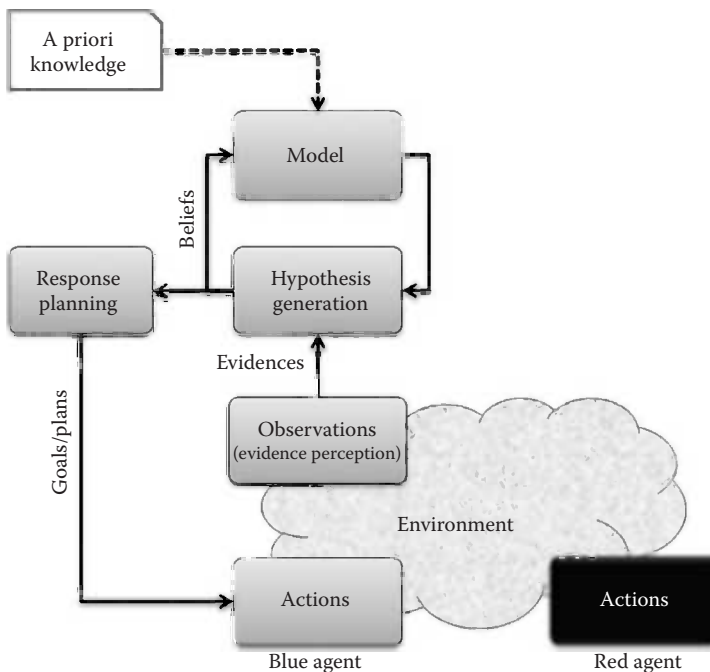 A priori
knowledge
Model
Beliefs
Response
planning
Hypothesis
generation
Evidences
Goals/plans
Observations
(evidence perception)
Environment
Actions
Actions
Blue agent
Red agent